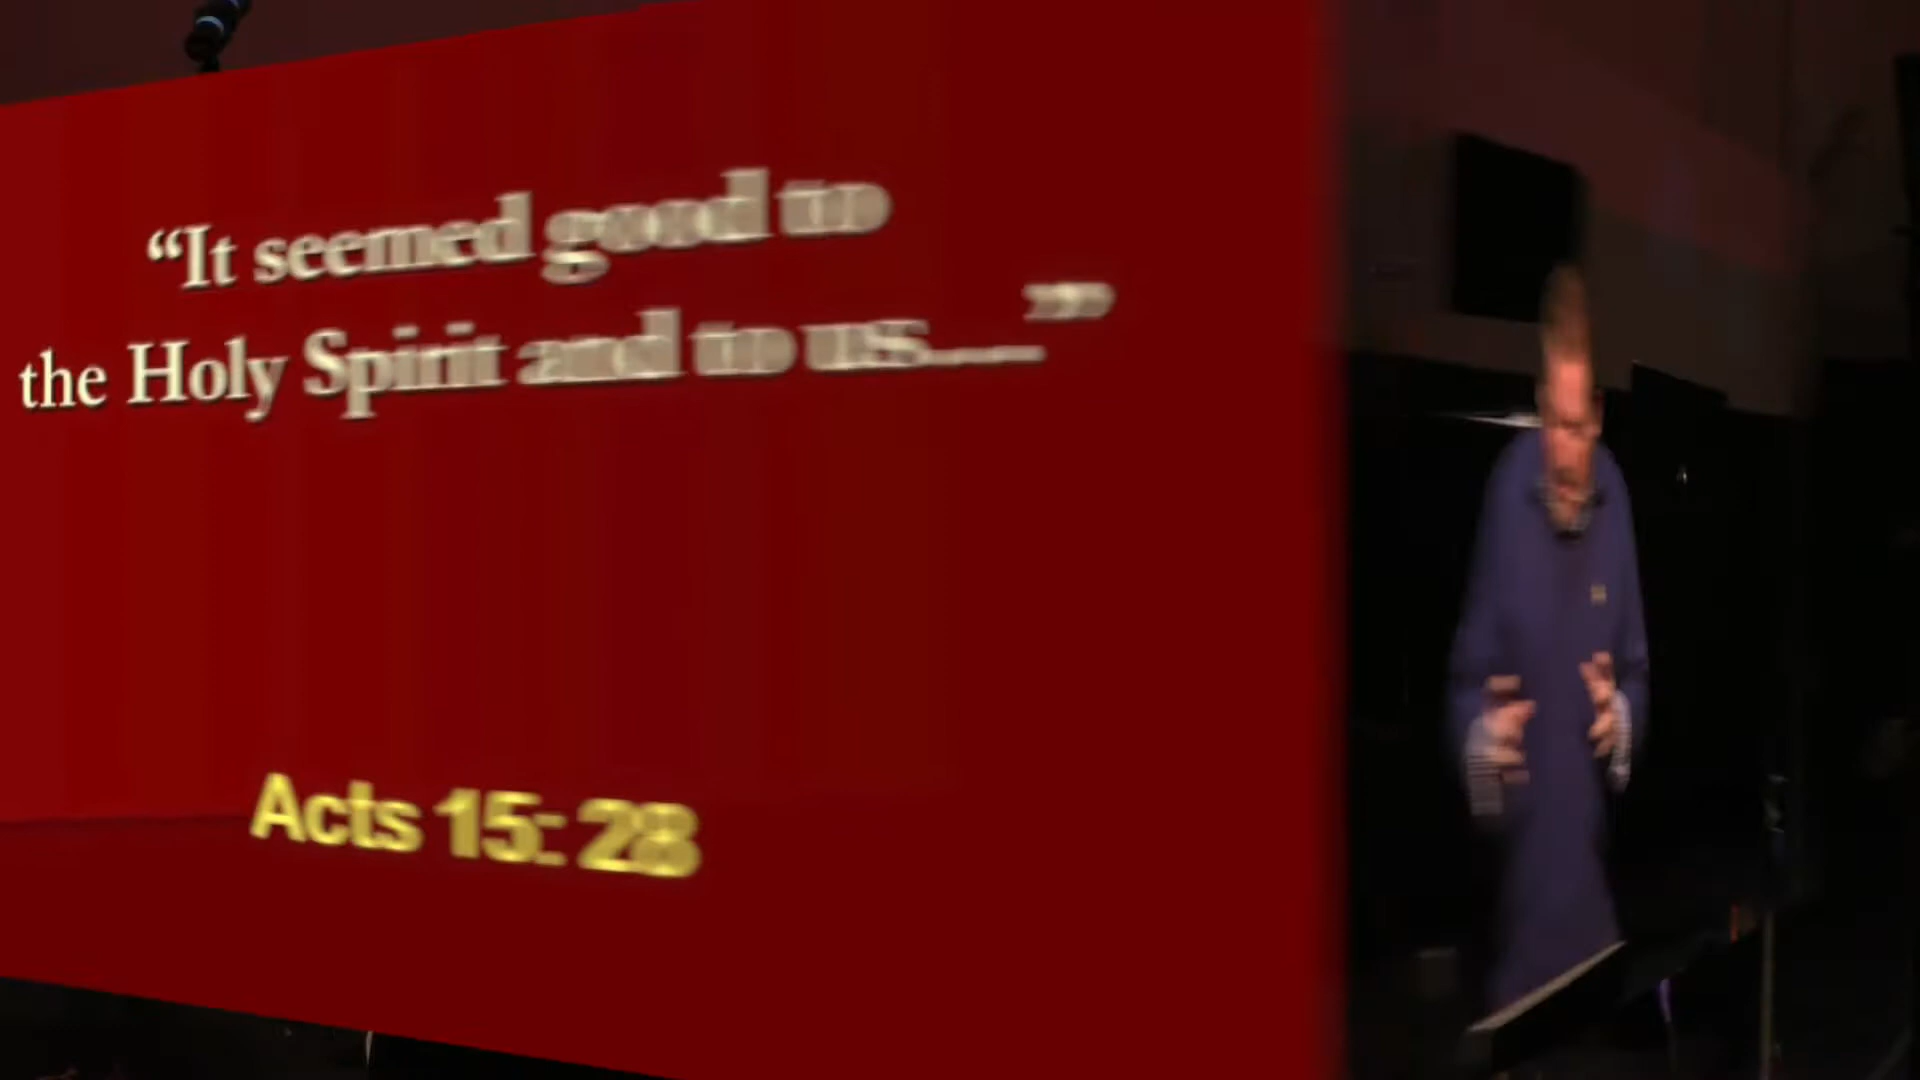 “It seemed good to
the Holy Spirit and to us....”
Acts 15: 28